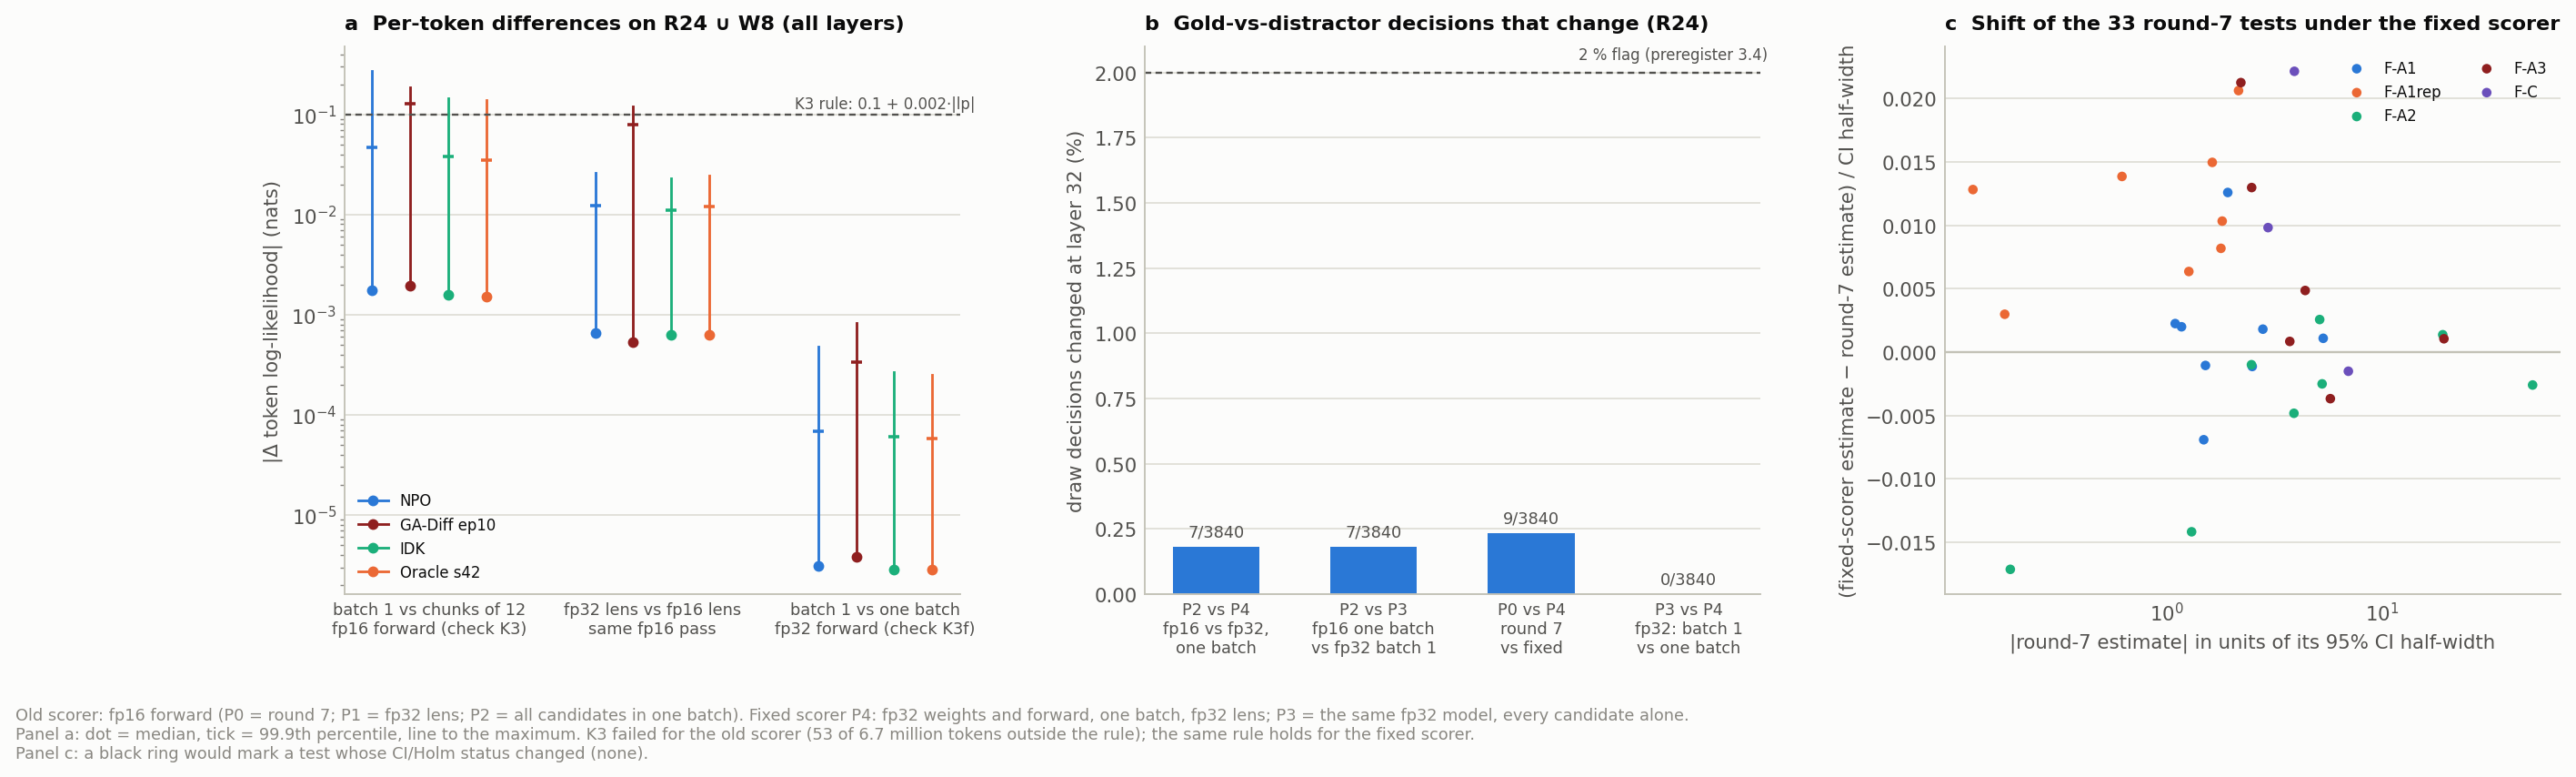 a  Per-token differences on R24 ∪ W8 (all layers)
|Δ token log-likelihood| (nats)
10⁻¹
10⁻²
10⁻³
10⁻⁴
10⁻⁵
K3 rule: 0.1 + 0.002·|lp|
NPO
GA-Diff ep10
IDK
Oracle s42
batch 1 vs chunks of 12
fp16 forward (check K3)
fp32 lens vs fp16 lens
same fp16 pass
batch 1 vs one batch
fp32 forward (check K3f)
b  Gold-vs-distractor decisions that change (R24)
draw decisions changed at layer 32 (%)
2.00
1.75
1.50
1.25
1.00
0.75
0.50
0.25
0.00
2 % flag (preregister 3.4)
7/3840
7/3840
9/3840
0/3840
P2 vs P4
fp16 vs fp32,
one batch
P2 vs P3
fp16 one batch
vs fp32 batch 1
P0 vs P4
round 7
vs fixed
P3 vs P4
fp32: batch 1
vs one batch
c  Shift of the 33 round-7 tests under the fixed scorer
(fixed-scorer estimate − round-7 estimate) / CI half-width
0.020
0.015
0.010
0.005
0.000
−0.005
−0.010
−0.015
F-A1
F-A1rep
F-A2
F-A3
F-C
10⁰
10¹
|round-7 estimate| in units of its 95% CI half-width
Old scorer: fp16 forward (P0 = round 7; P1 = fp32 lens; P2 = all candidates in one batch). Fixed scorer P4: fp32 weights and forward, one batch, fp32 lens; P3 = the same fp32 model, every candidate alone.
Panel a: dot = median, tick = 99.9th percentile, line to the maximum. K3 failed for the old scorer (53 of 6.7 million tokens outside the rule); the same rule holds for the fixed scorer.
Panel c: a black ring would mark a test whose CI/Holm status changed (none).